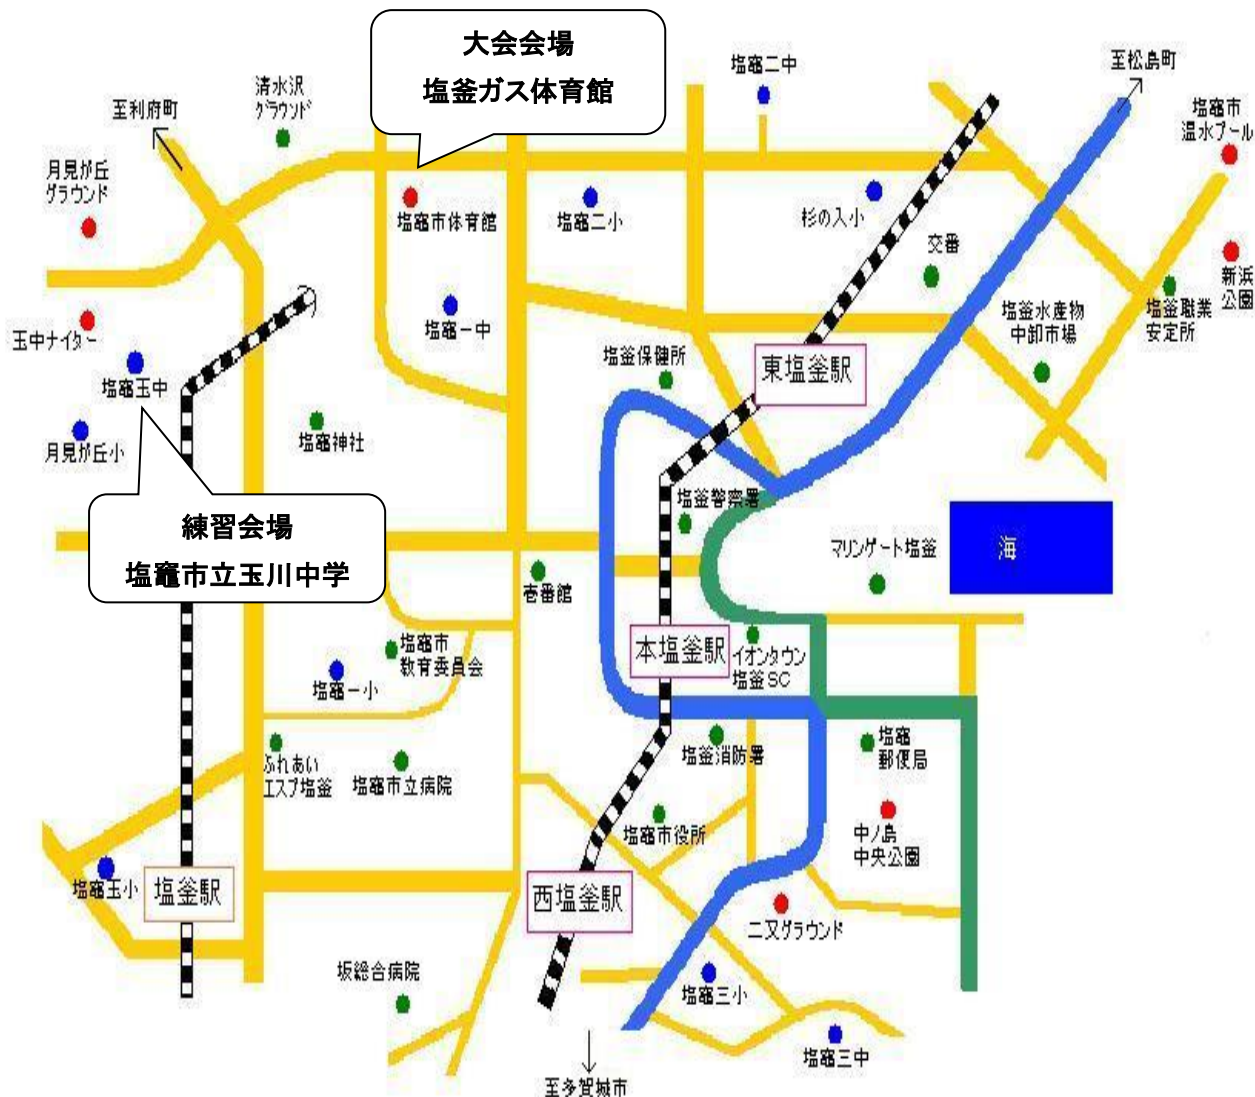 大会会場
塩釜ガス体育館
塩竈二中
至松島町
清水沢
グラウンド
至利府町
塩竈市
温水プール
月見が丘
グラウンド
塩竈市体育館
塩竈二小
杉の入小
交番
新浜
公園
塩釜水産物
中卸市場
塩釜職業
安定所
玉中ナイター
塩竈一中
塩釜保健所
東塩釜駅
塩竈玉中
月見が丘小
塩竈神社
塩釜警察署
練習会場
塩竈市立玉川中学
マリンゲート塩釜
海
壱番館
本塩釜駅
イオンタウン
塩釜SC
塩竈市
教育委員会
塩竈一小
塩釜消防署
塩竈
郵便局
ふれあい
エスプ塩釜
塩竈市立病院
塩竈市役所
中ノ島
中央公園
塩竈玉小
塩釜駅
西塩釜駅
二又グラウンド
坂総合病院
塩竈三小
塩竈三中
至多賀城市